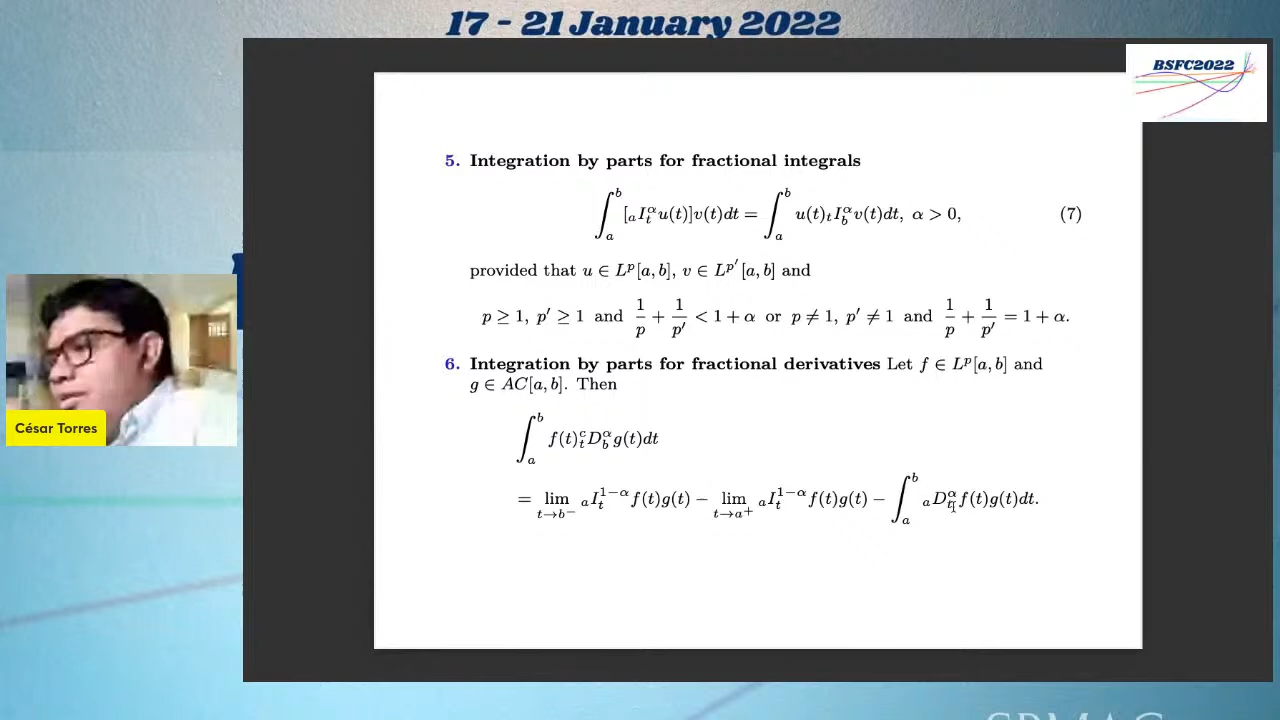 17 - 21 January 2022
BSFC2022
5. Integration by parts for fractional integrals
∫_a^b [_aI_t^α u(t)]v(t)dt = ∫_a^b u(t)_tI_b^α v(t)dt, α > 0, (7)
provided that u ∈ L^p[a, b], v ∈ L^{p′}[a, b] and
p ≥ 1, p′ ≥ 1 and 1/p + 1/p′ < 1 + α or p ≠ 1, p′ ≠ 1 and 1/p + 1/p′ = 1 + α.
6. Integration by parts for fractional derivatives Let f ∈ L^p[a, b] and
g ∈ AC[a, b]. Then
∫_a^b f(t)_t^cD_b^α g(t)dt
= lim_{t→b^-} _aI_t^{1−α} f(t)g(t) − lim_{t→a^+} _aI_t^{1−α} f(t)g(t) − ∫_a^b _aD_t^α f(t)g(t)dt.
César Torres